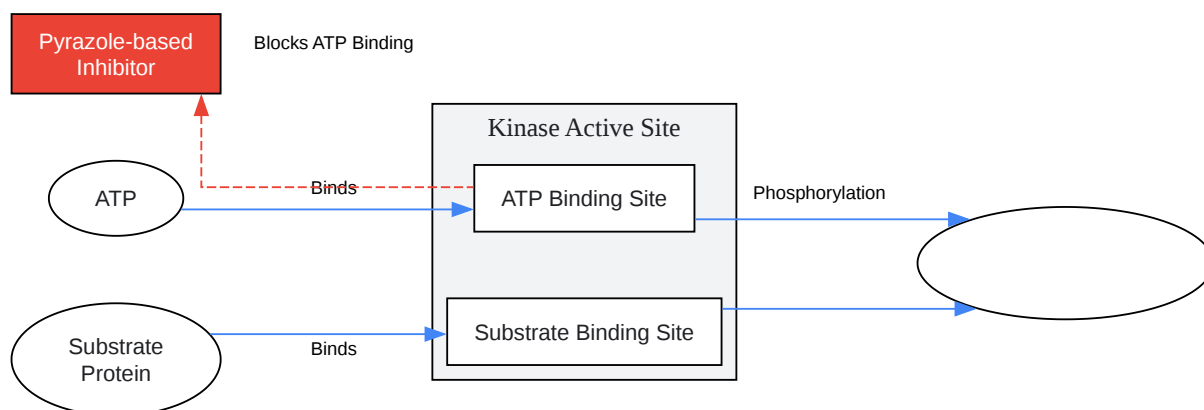 Pyrazole-based
Inhibitor
Blocks ATP Binding
Kinase Active Site
ATP
Binds
ATP Binding Site
Phosphorylation
Substrate
Protein
Binds
Substrate Binding Site